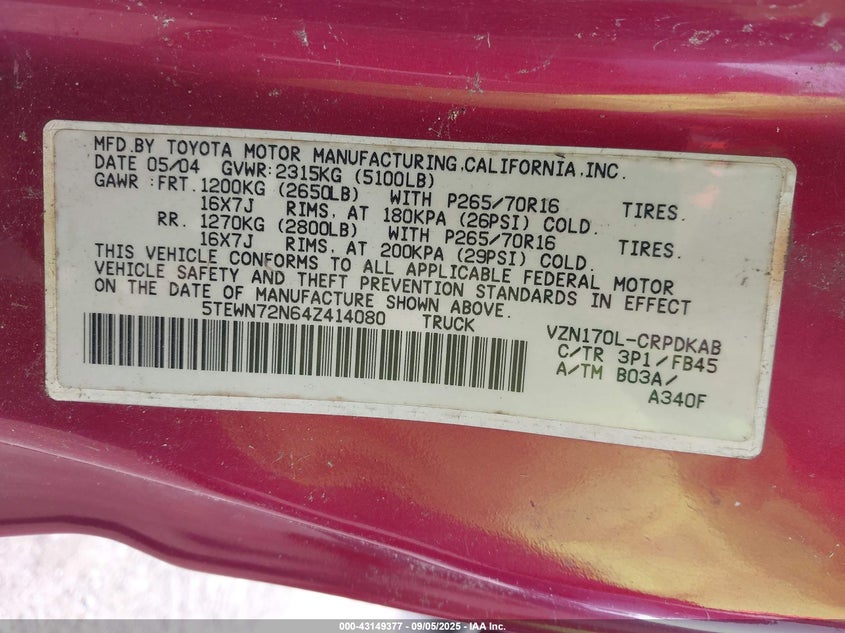 MFD.BY TOYOTA MOTOR MANUFACTURING.CALIFORNIA,INC.
DATE 05/04 GVWR:2315KG (5100LB)
GAWR:FRT.1200KG (2650LB) WITH P265/70R16 TIRES.
16X7J RIMS, AT 180KPA (26PSI) COLD.
RR. 1270KG (2800LB) WITH P265/70R16 TIRES.
16X7J RIMS, AT 200KPA (29PSI) COLD.
THIS VEHICLE CONFORMS TO ALL APPLICABLE FEDERAL MOTOR
VEHICLE SAFETY AND THEFT PREVENTION STANDARDS IN EFFECT
ON THE DATE OF MANUFACTURE SHOWN ABOVE.
5TEWN72N64Z414080 TRUCK
VZN170L-CRPDKAB
C/TR 3P1/FB45
A/TM B03A/
A340F
000-43149377 - 09/05/2025 - IAA Inc.